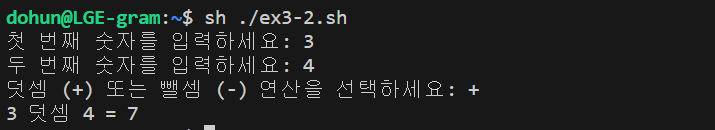 dohun@LGE-gram:~$ sh ./ex3-2.sh
첫 번째 숫자를 입력하세요: 3
두 번째 숫자를 입력하세요: 4
덧셈 (+) 또는 뺄셈 (-) 연산을 선택하세요: +
3 덧셈 4 = 7